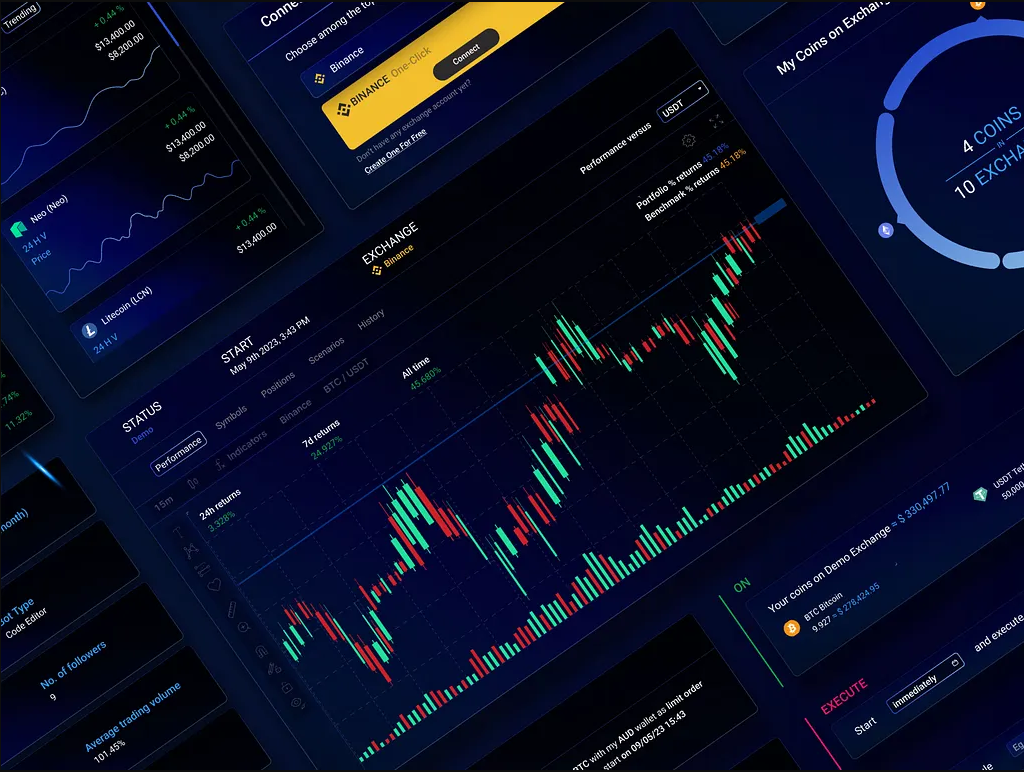 Trending
+ 0.44 %
$13,400.00
$8,200.00
+ 0.44 %
$13,400.00
$8,200.00
Neo (Neo)
24 H V
Price
+ 0.44 %
$13,400.00
Litecoin (LCN)
24 H V
Choose among the
Binance
BINANCE One-Click
Connect
Don't have any exchange account yet?
Create One For Free
My Coins on Exchang
4 COINS
IN
10 EXCHA
Performance versus
USDT
Portfolio % returns 45.18%
Benchmark % returns 45.18%
EXCHANGE
Binance
START
May 9th 2023, 3:43 PM
STATUS
Demo
Performance
Symbols
Positions
Scenarios
History
15m
Indicators
Binance
BTC / USDT
24h returns
3.328%
7d returns
24.927%
All time
45.680%
.74%
11.32%
month)
Bot Type
Code Editor
No. of followers
9
Average trading volume
101.45%
BTC with my AUD wallet as limit order
start on 09/05/23 15:43
ON
Your coins on Demo Exchange ≈ $ 330,497.77
BTC Bitcoin
9.927 ≈ $ 278,424.95
USDT Tet
50,000
EXECUTE
Start
Immediately
and execute